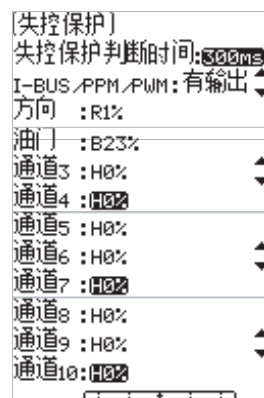 [失控保护]
失控保护判断时间:300ms
I-BUS/PPM/PWM:有输出
方向 :R1%
油门 :B23%
通道3 :H0%
通道4 :H0%
通道5 :H0%
通道6 :H0%
通道7 :H0%
通道8 :H0%
通道9 :H0%
通道10:H0%